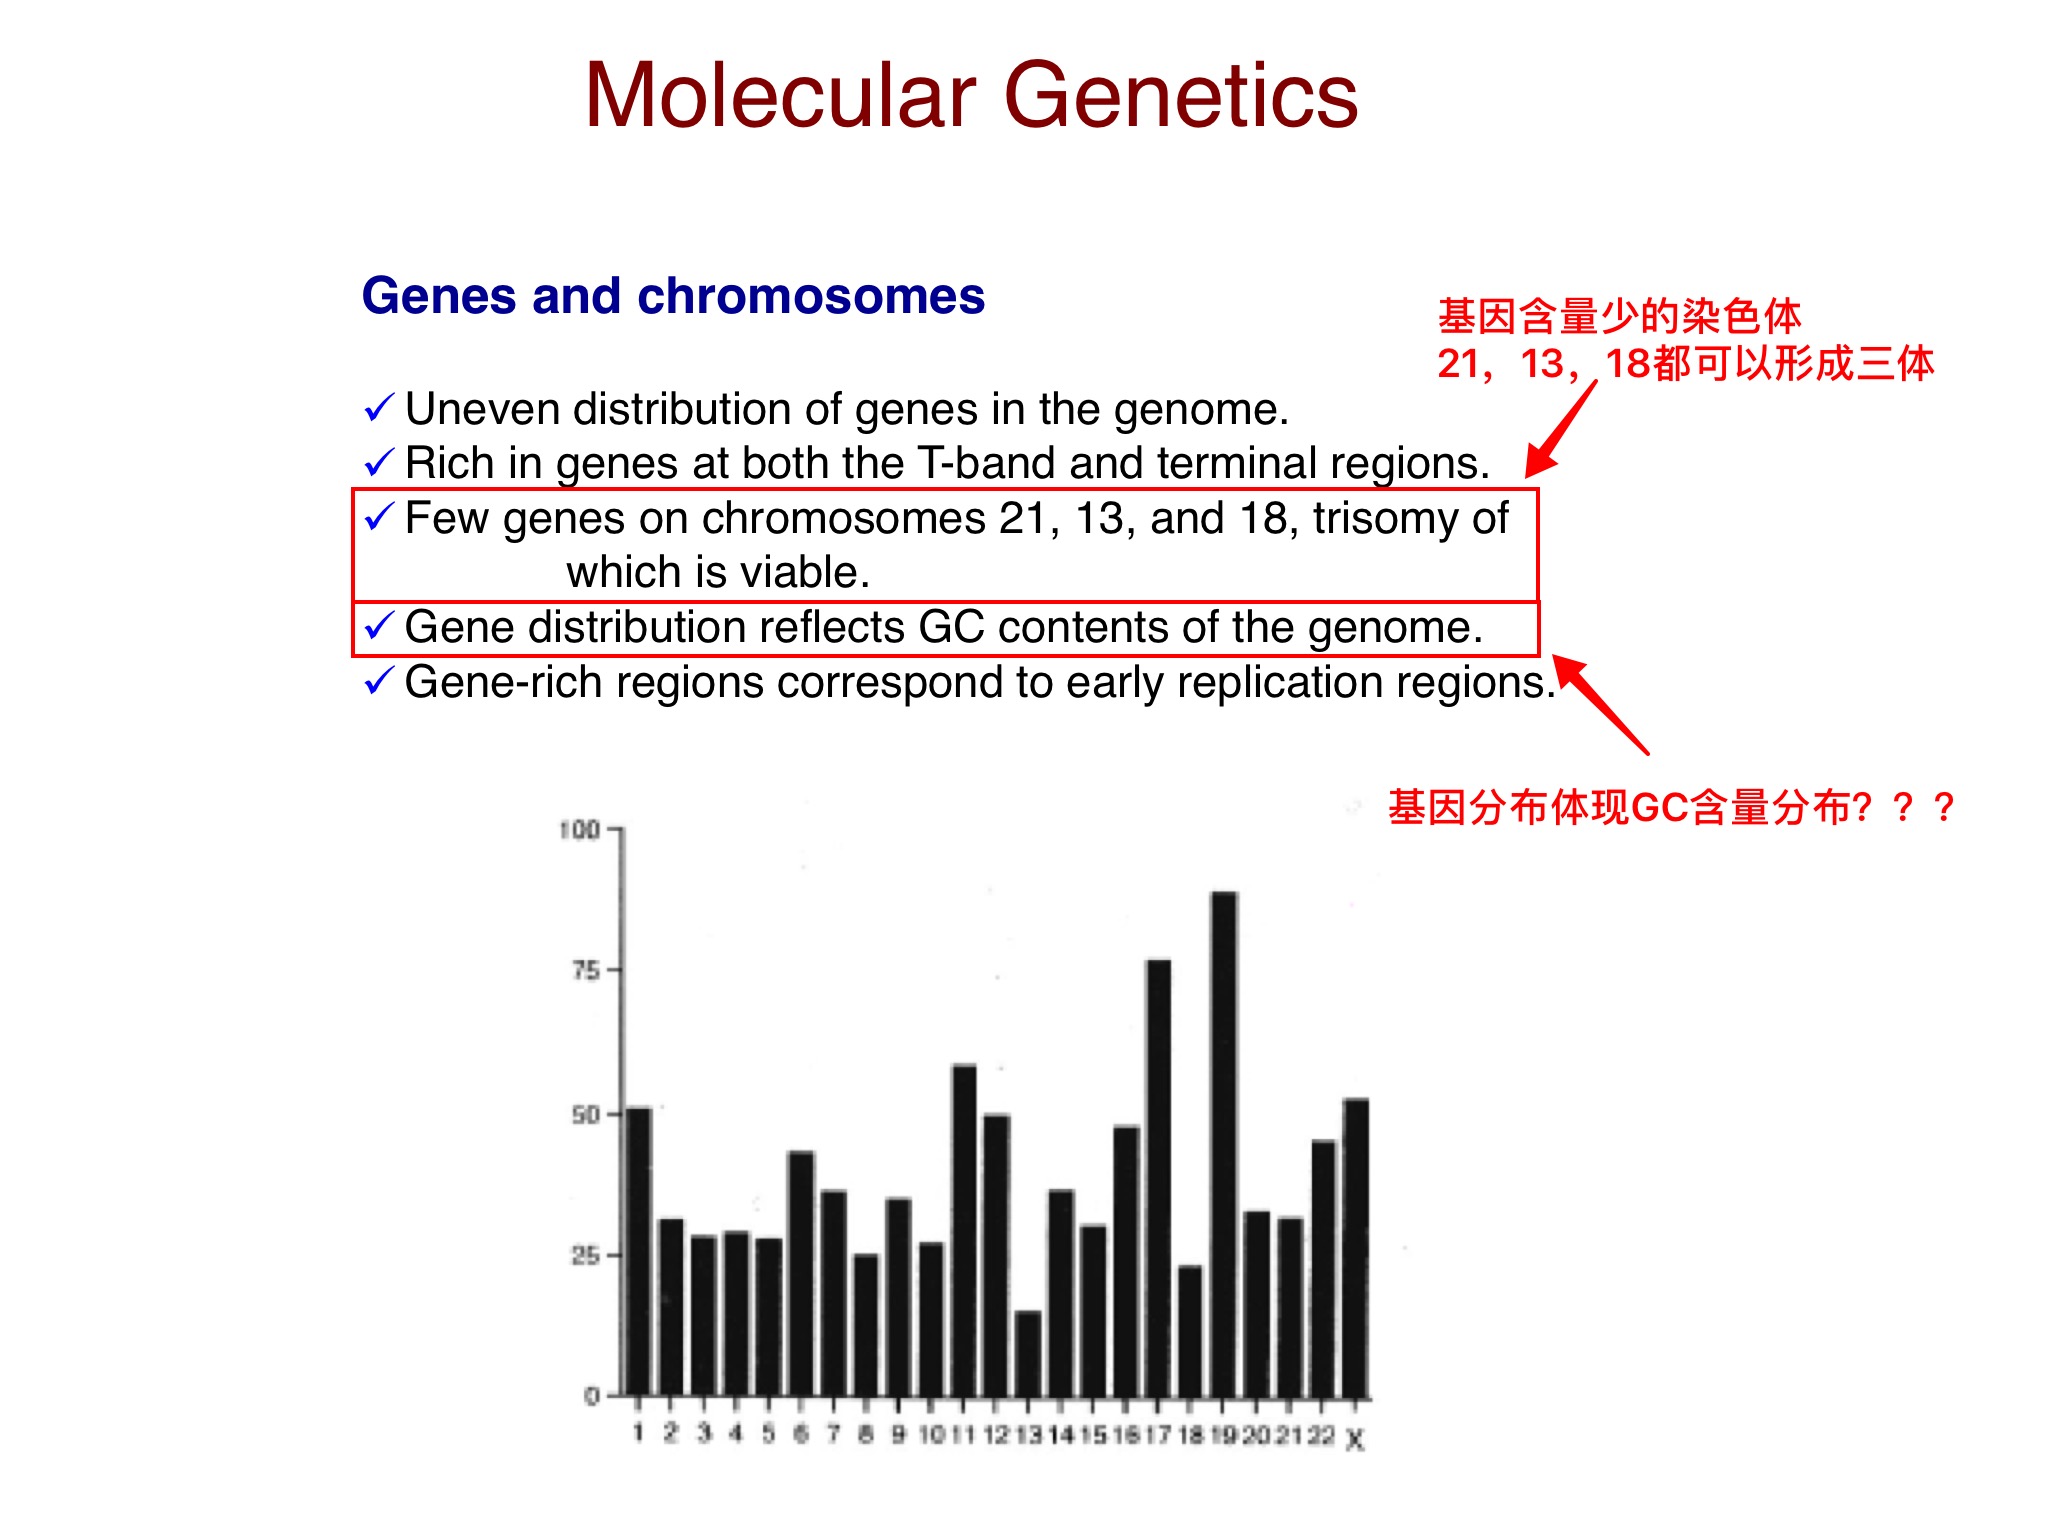 Molecular Genetics
Genes and chromosomes
基因含量少的染色体
21，13，18都可以形成三体
✓ Uneven distribution of genes in the genome.
✓ Rich in genes at both the T-band and terminal regions.
✓ Few genes on chromosomes 21, 13, and 18, trisomy of
which is viable.
✓ Gene distribution reflects GC contents of the genome.
✓ Gene-rich regions correspond to early replication regions.
基因分布体现GC含量分布？？？
100
75
50
25
0
1 2 3 4 5 6 7 8 9 10 11 12 13 14 15 16 17 18 19 20 21 22 X